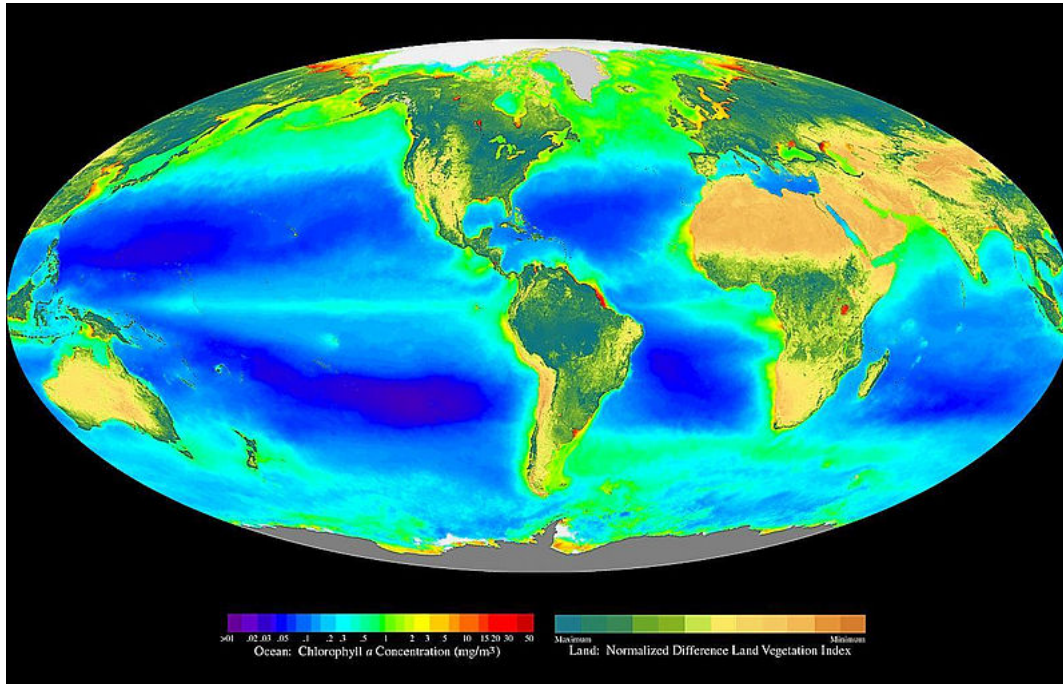 >01 .02 .03 .05 .1 .2 .3 .5 1 2 3 5 10 15 20 30 50
Ocean: Chlorophyll a Concentration (mg/m³)
Maximum Minimum
Land: Normalized Difference Land Vegetation Index